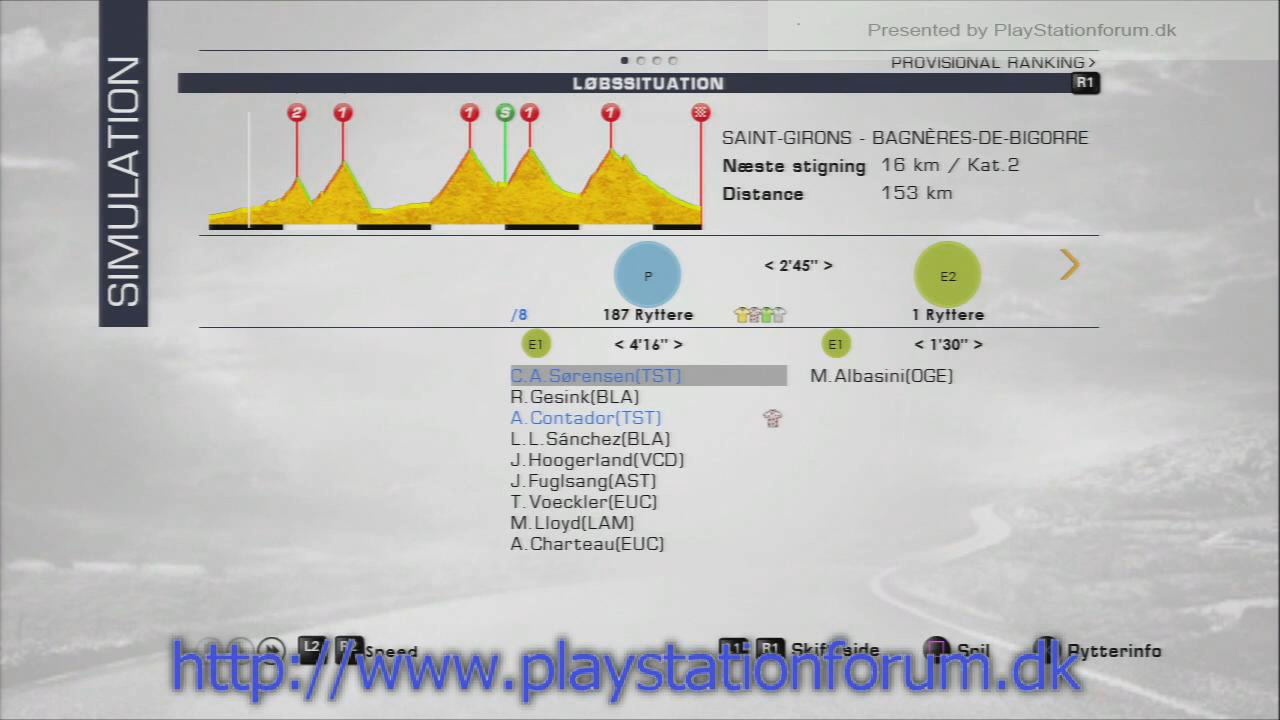 Presented by PlayStationforum.dk
SIMULATION
PROVISIONAL RANKING >
LØBSSITUATION
R1
2 1 1 S 1 1
SAINT-GIRONS - BAGNÈRES-DE-BIGORRE
Næste stigning 16 km / Kat.2
Distance 153 km
P < 2'45" > E2
/8 187 Ryttere 1 Ryttere
E1 < 4'16" > E1 < 1'30" >
C.A.Sørensen(TST) M.Albasini(OGE)
R.Gesink(BLA)
A.Contador(TST)
L.L.Sánchez(BLA)
J.Hoogerland(VCD)
J.Fuglsang(AST)
T.Voeckler(EUC)
M.Lloyd(LAM)
A.Charteau(EUC)
L2 R2 Speed L1 R1 Skift side Spil Rytterinfo
http://www.playstationforum.dk